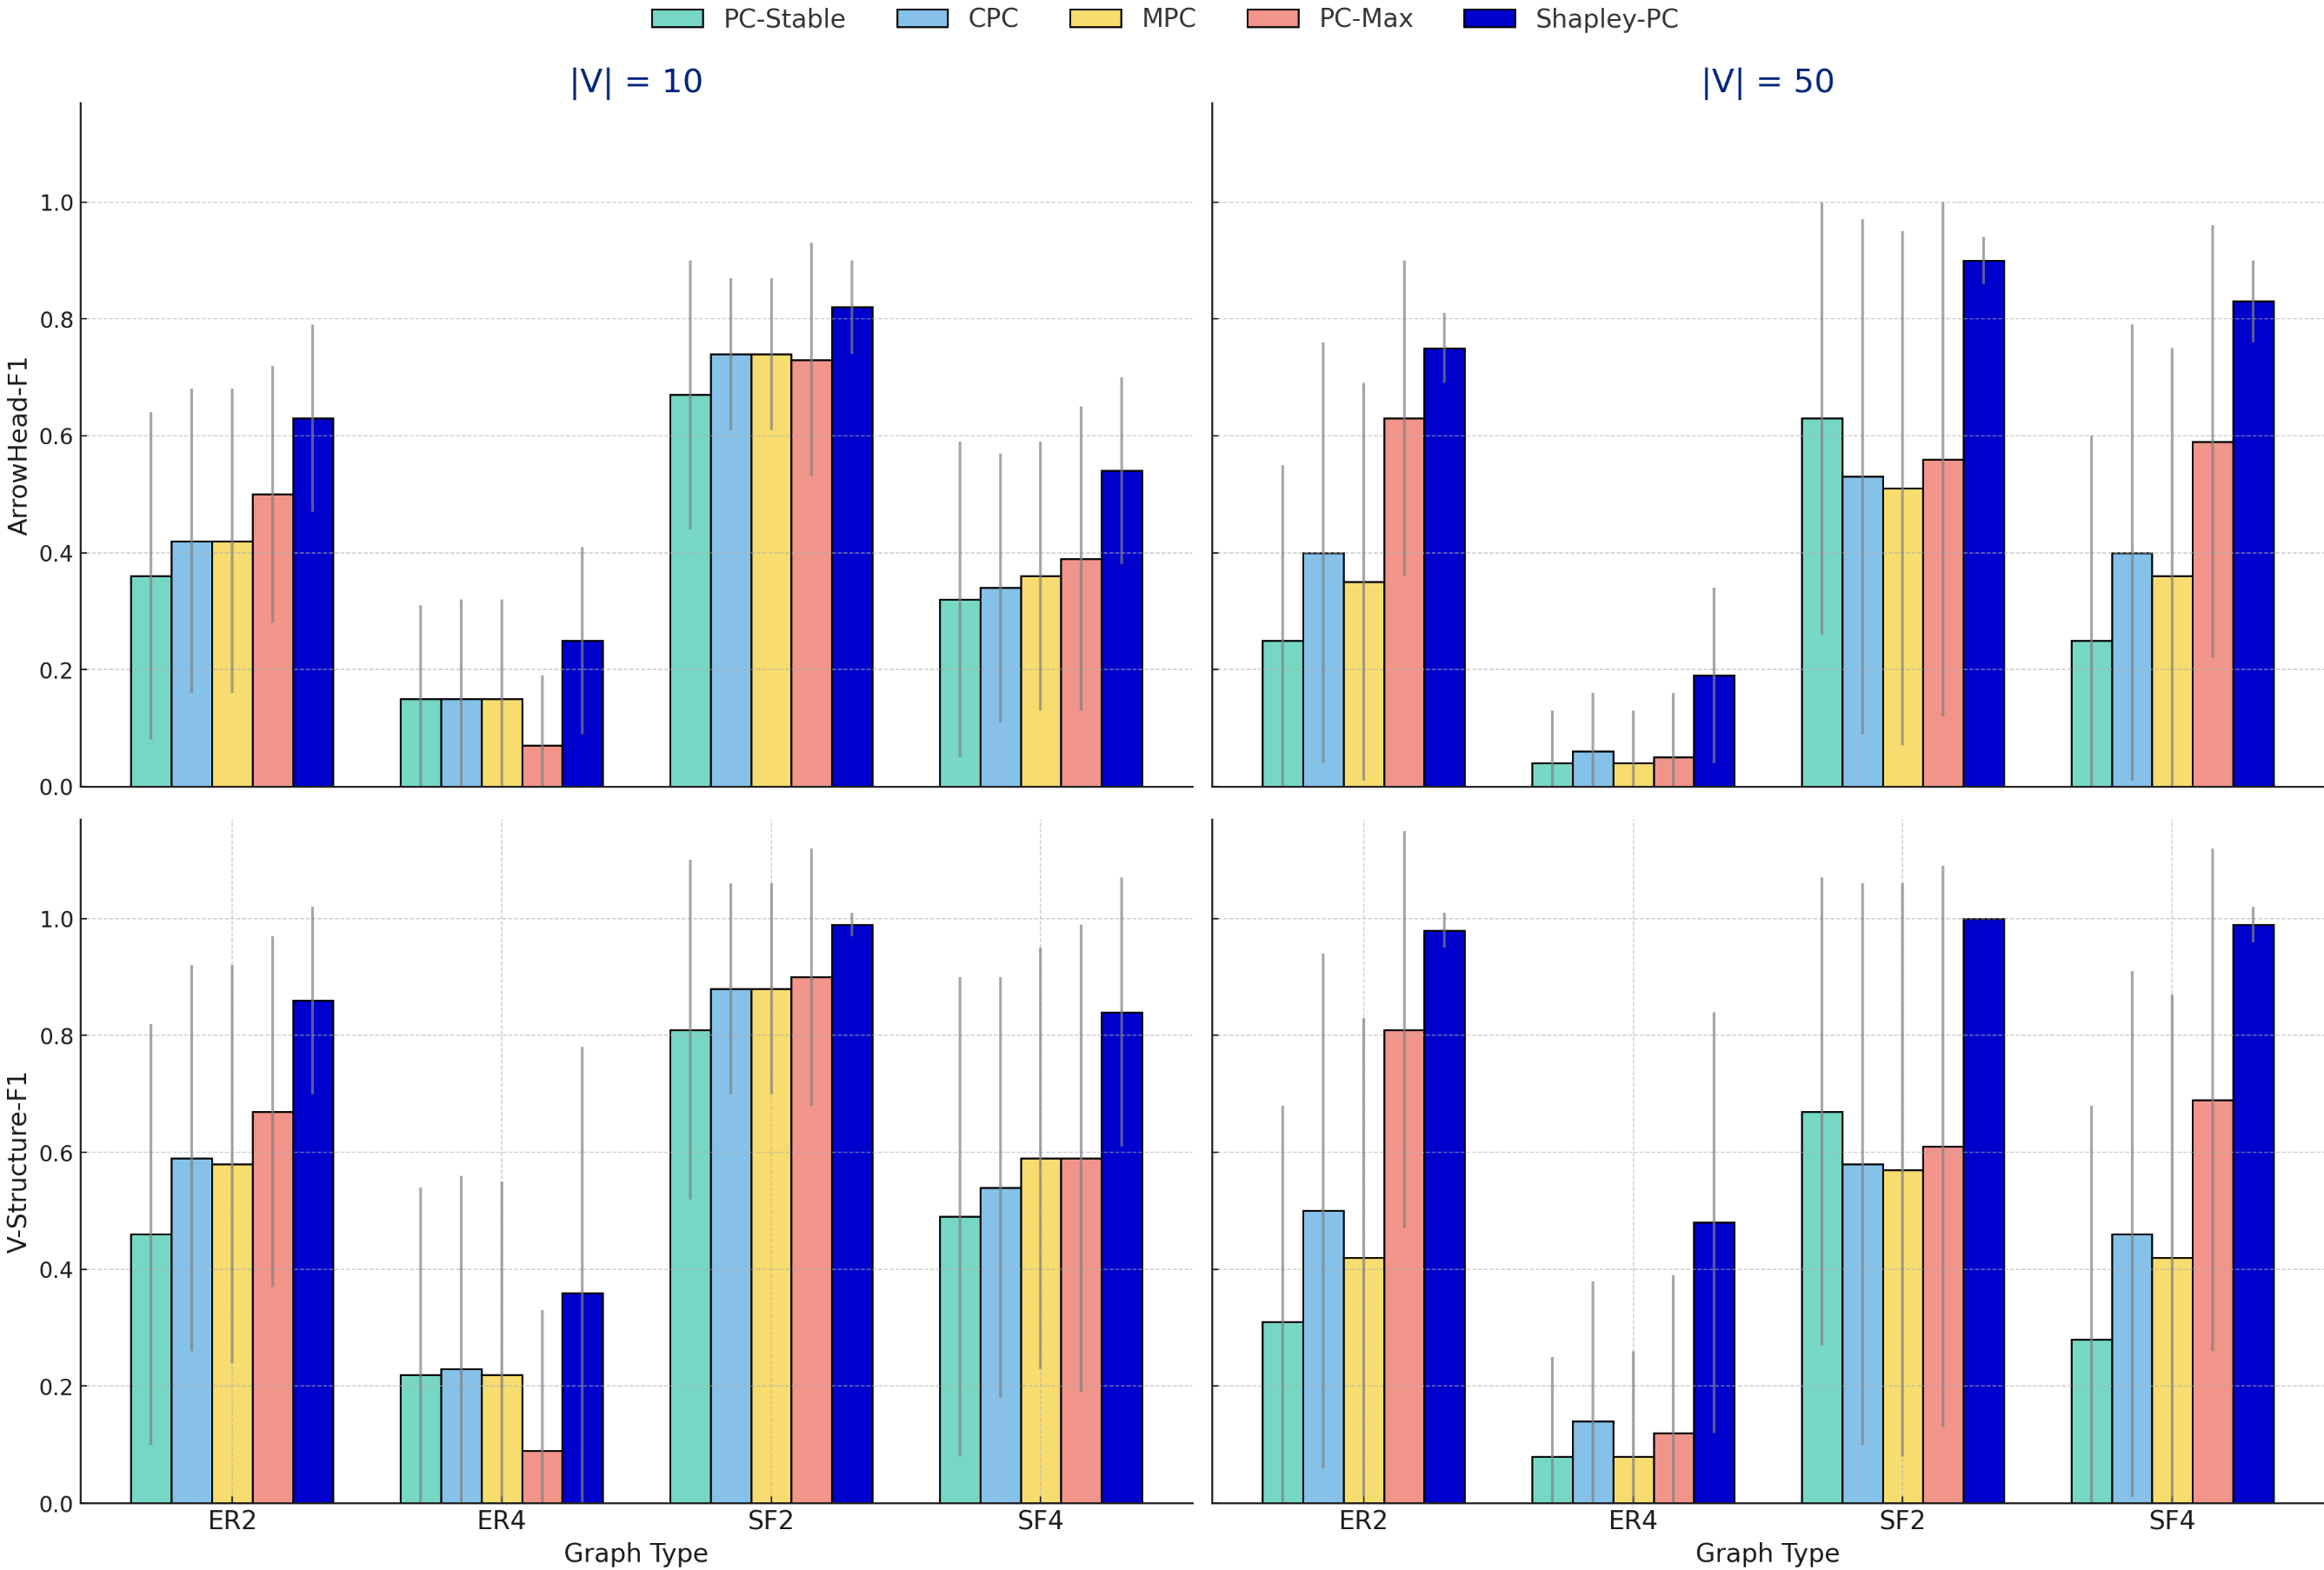 PC-Stable CPC MPC PC-Max Shapley-PC
|V| = 10
|V| = 50
ArrowHead-F1
1.0
0.8
0.6
0.4
0.2
0.0
V-Structure-F1
1.0
0.8
0.6
0.4
0.2
0.0
ER2 ER4 SF2 SF4
Graph Type
ER2 ER4 SF2 SF4
Graph Type